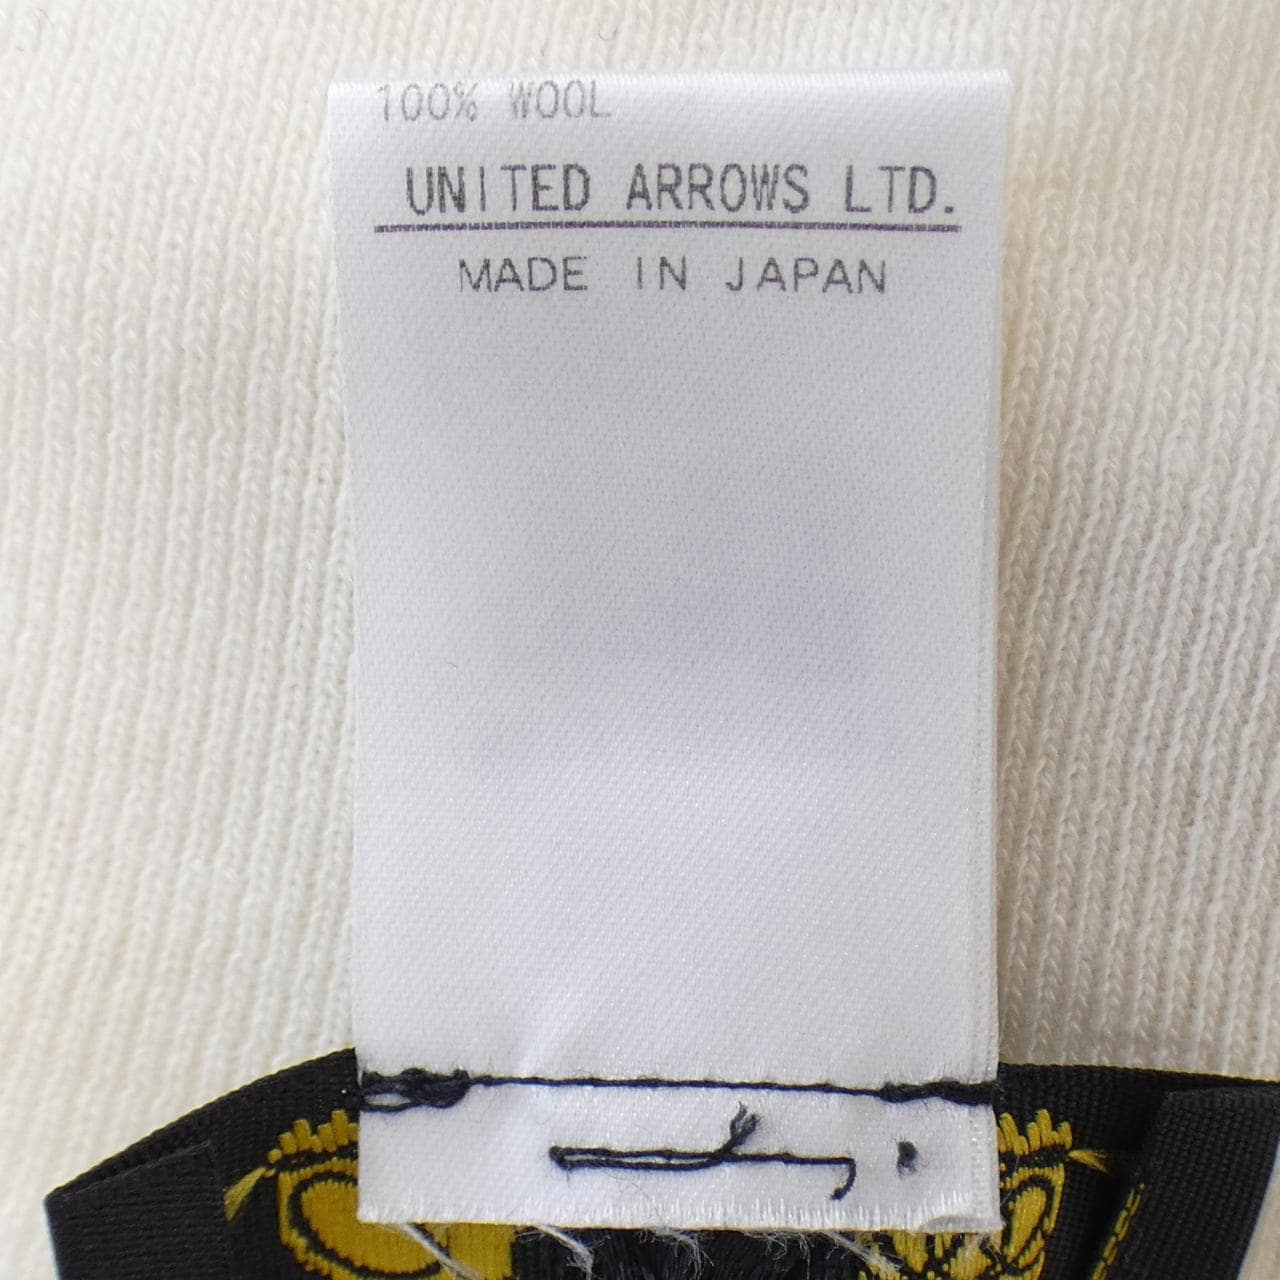 100% WOOL
UNITED ARROWS LTD.
MADE IN JAPAN